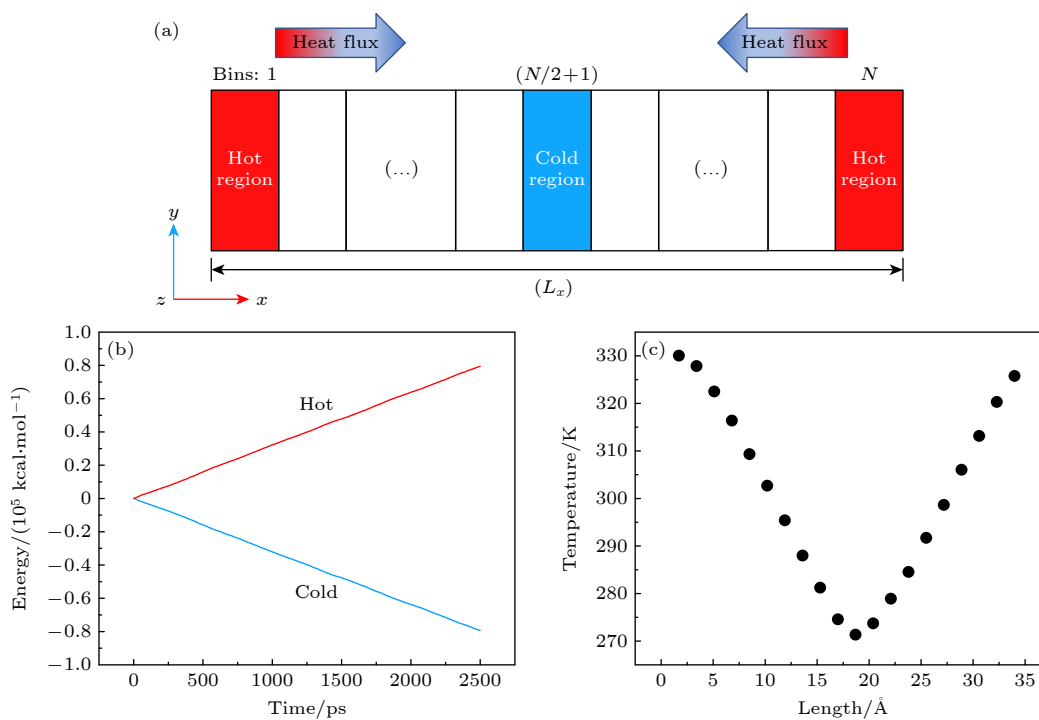 (a)
Heat flux
Heat flux
Bins: 1
(N/2+1)
N
Hot
region
(...)
Cold
region
(...)
Hot
region
y
z
x
(Lx)
(b)
1.0
0.8
0.6
0.4
0.2
0
−0.2
−0.4
−0.6
−0.8
−1.0
Energy/(10⁵ kcal·mol⁻¹)
Hot
Cold
0
500
1000
1500
2000
2500
Time/ps
(c)
330
320
310
300
290
280
270
Temperature/K
0
5
10
15
20
25
30
35
Length/Å